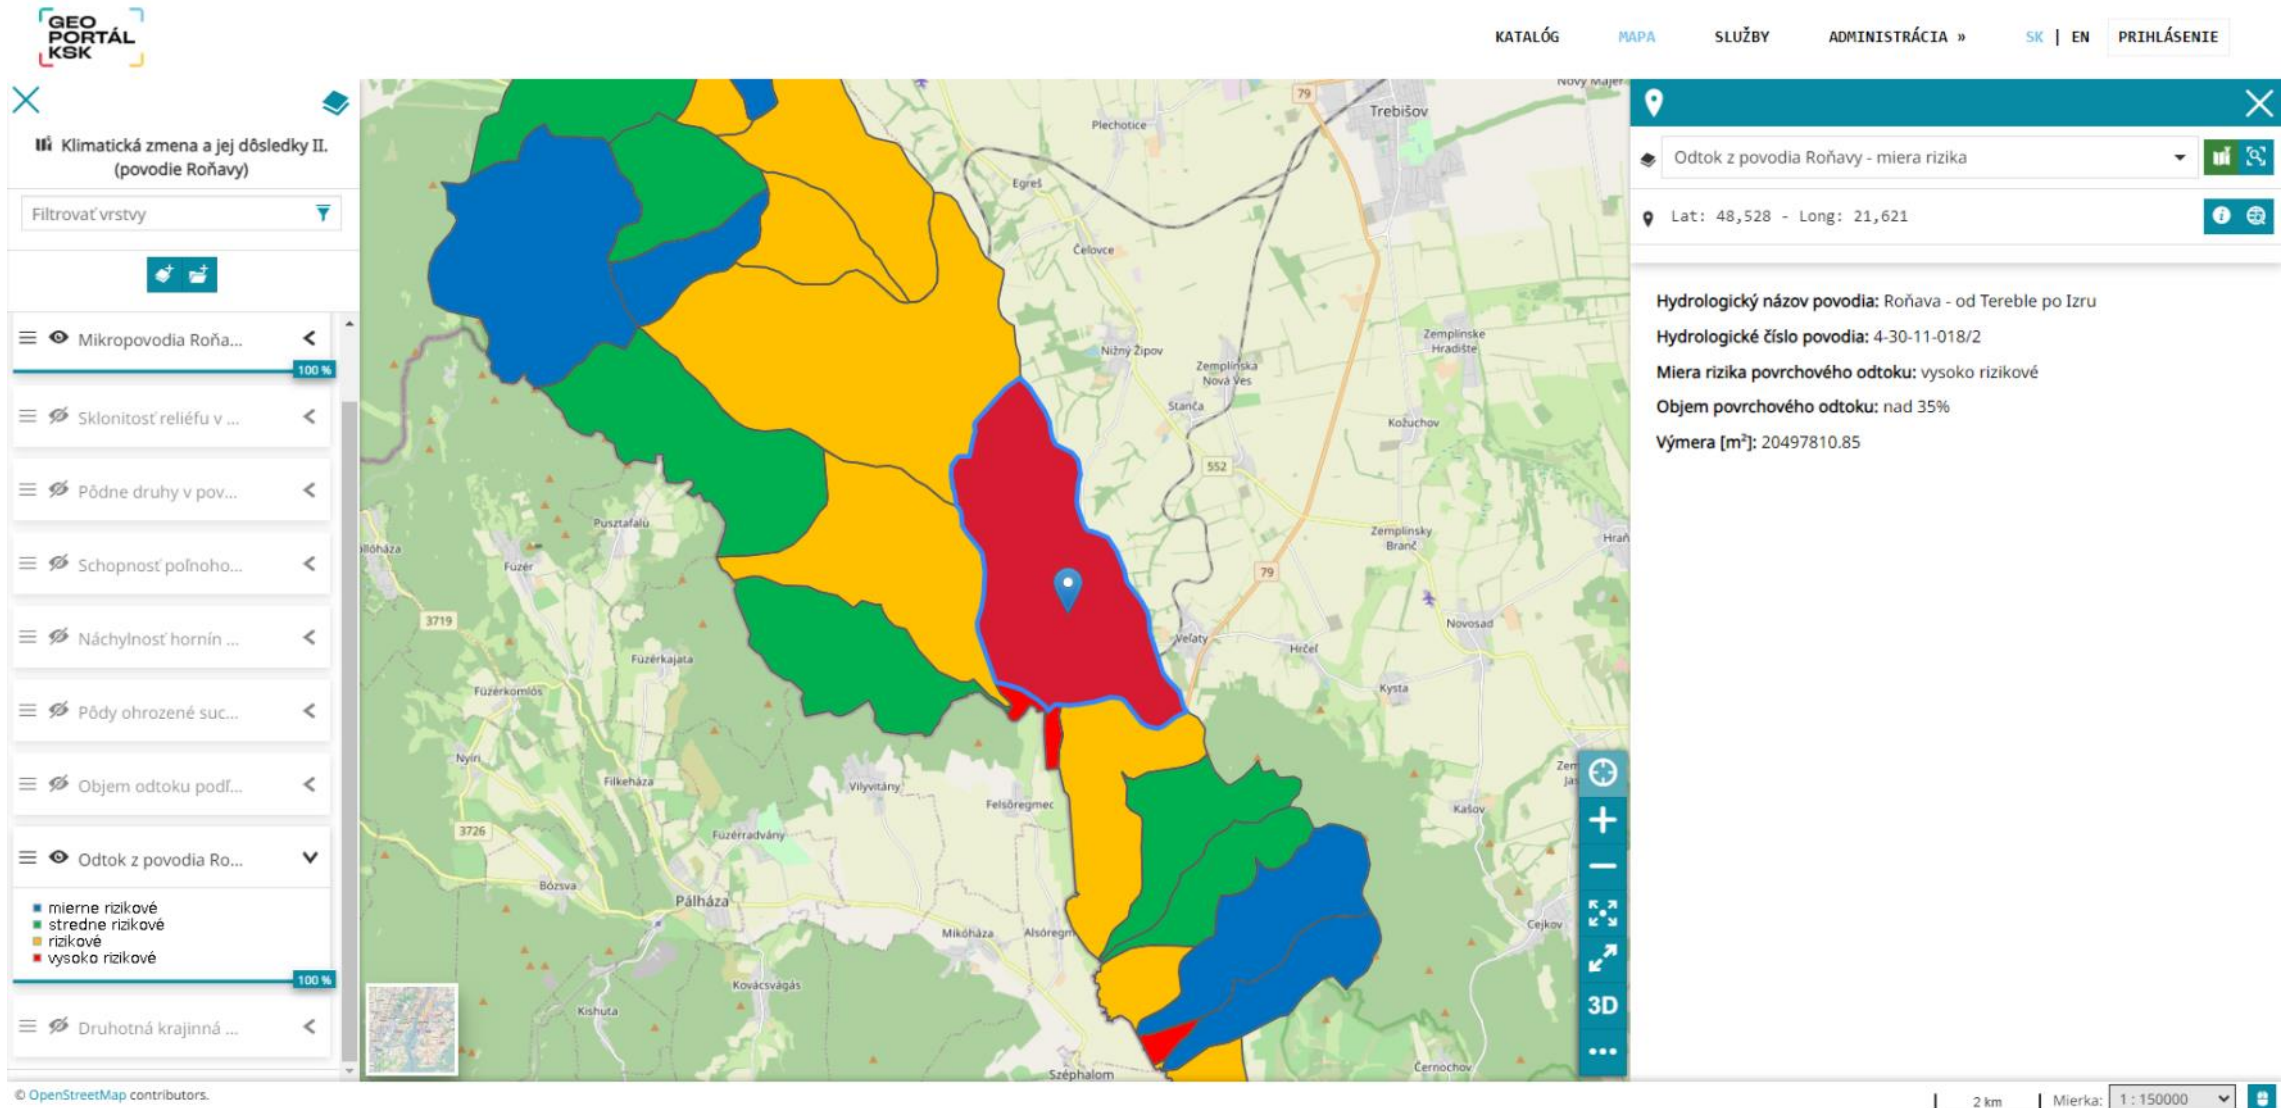 GEO
PORTÁL
KSK
KATALÓG
MAPA
SLUŽBY
ADMINISTRÁCIA »
SK | EN
PRIHLÁSENIE
Klimatická zmena a jej dôsledky II.
(povodie Roňavy)
Filtrovať vrstvy
Mikropovodia Roňa...
100 %
Sklonitosť reliéfu v ...
Pôdne druhy v pov...
Schopnosť poľnoho...
Náchylnosť hornín ...
Pôdy ohrozené suc...
Objem odtoku podľ...
Odtok z povodia Ro...
mierne rizikové
stredne rizikové
rizikové
vysoko rizikové
100 %
Druhotná krajinná ...
79
Trebišov
Plechotice
Egreš
Čeľovce
Nižný Žipov
Zemplínska
Nová Ves
Zemplínske
Hradište
Stanča
Kožuchov
552
Zemplínsky
Branč
79
Novosad
Veľaty
Hrčeľ
Kysta
Kašov
Cejkov
Černochov
Pusztafalu
Füzér
3719
Füzérkajata
Füzérkomlós
Nyíri
Filkeháza
3726
Füzérradvány
Vilyvitány
Felsőregmec
Bózsva
Pálháza
Mikóháza
Alsóregm
Kovácsvágás
Kishuta
Széphalom
3D
Odtok z povodia Roňavy - miera rizika
Lat: 48,528 - Long: 21,621
Hydrologický názov povodia: Roňava - od Tereble po Izru
Hydrologické číslo povodia: 4-30-11-018/2
Miera rizika povrchového odtoku: vysoko rizikové
Objem povrchového odtoku: nad 35%
Výmera [m²]: 20497810.85
© OpenStreetMap contributors.
2 km
Mierka: 1 : 150000